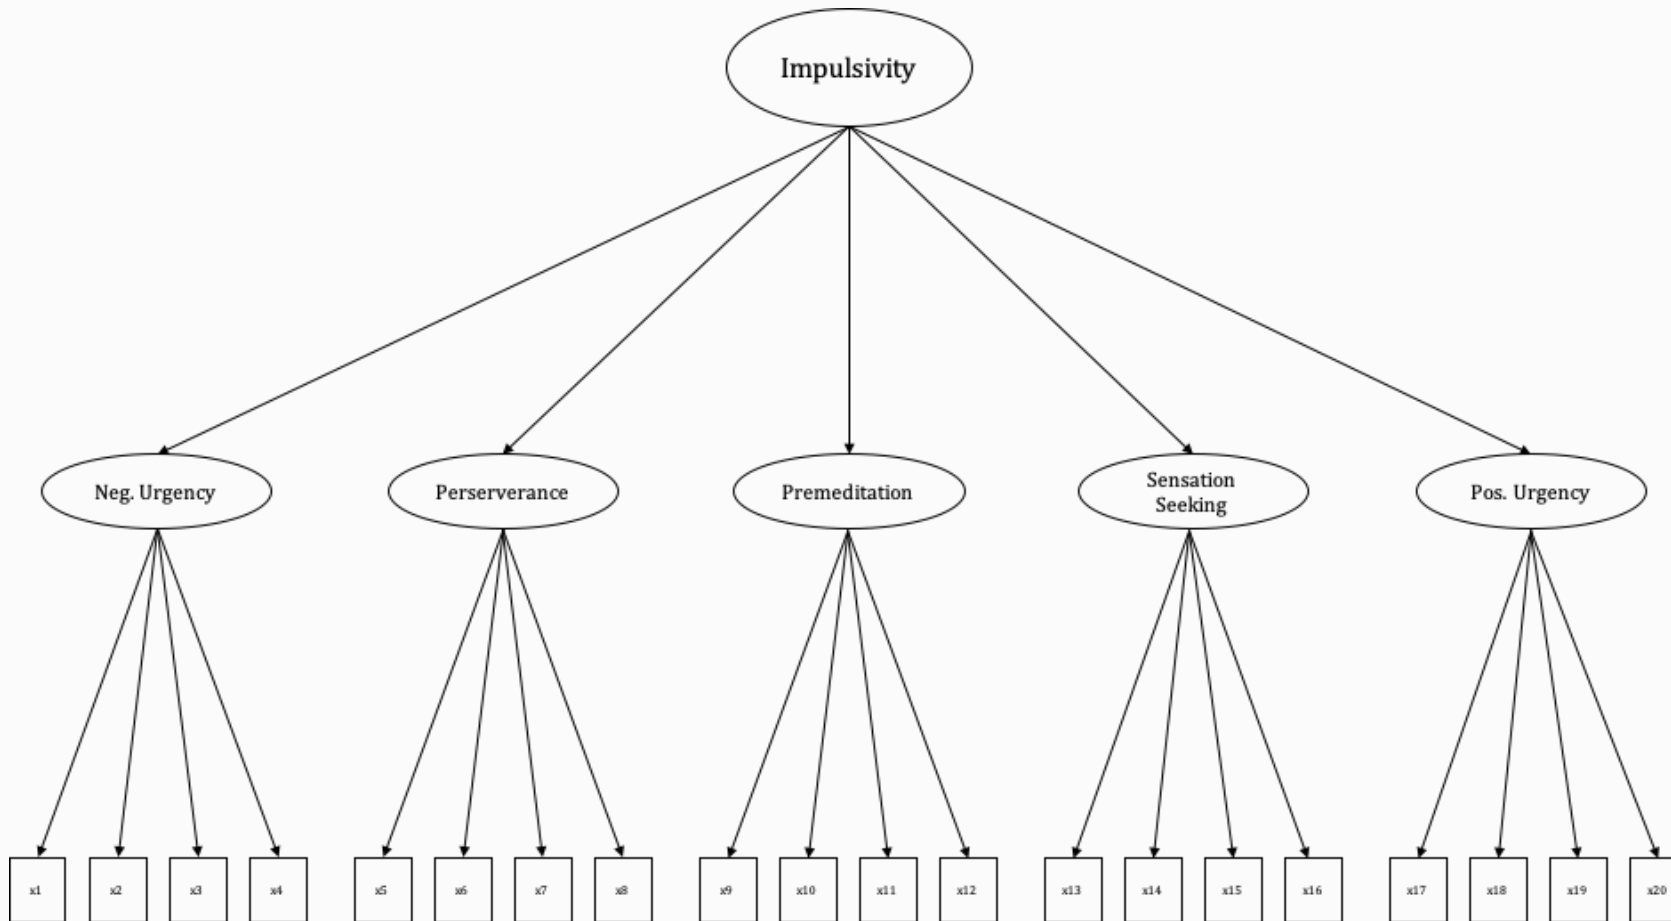 Impulsivity
Neg. Urgency
Perserverance
Premeditation
Sensation
Seeking
Pos. Urgency
x1
x2
x3
x4
x5
x6
x7
x8
x9
x10
x11
x12
x13
x14
x15
x16
x17
x18
x19
x20